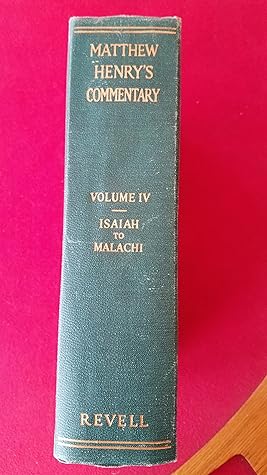 MATTHEW
HENRY'S
COMMENTARY
VOLUME IV
ISAIAH
TO
MALACHI
REVELL